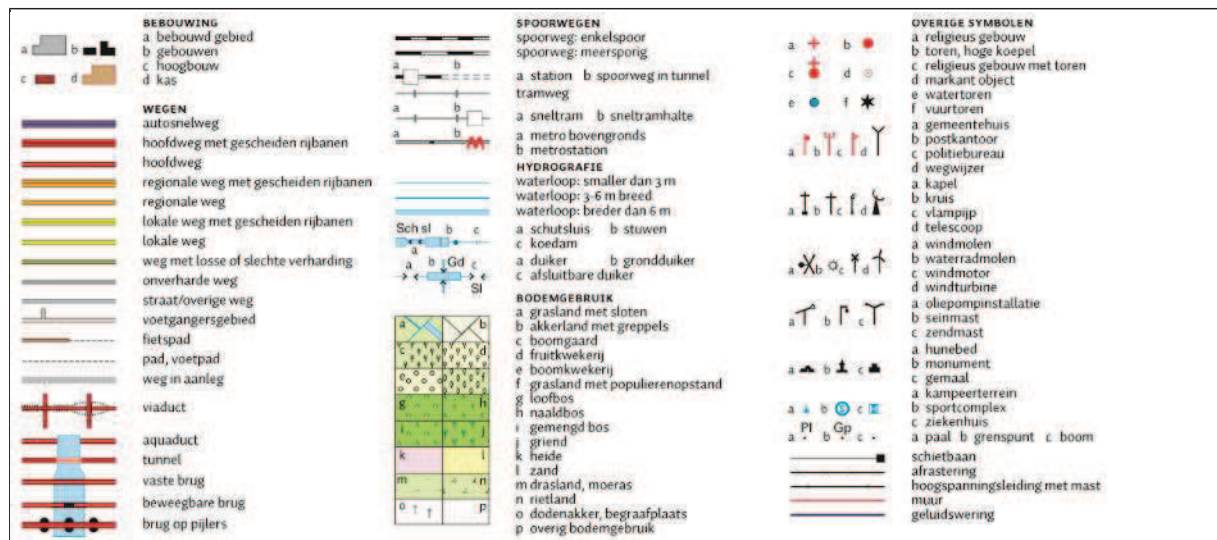 BEBOUWING
a bebouwd gebied
a b
b gebouwen
c hoogbouw
c d
d kas
WEGEN
autosnelweg
hoofdweg met gescheiden rijbanen
hoofdweg
regionale weg met gescheiden rijbanen
regionale weg
lokale weg met gescheiden rijbanen
lokale weg
weg met losse of slechte verharding
onverharde weg
straat/overige weg
voetgangersgebied
fietspad
pad, voetpad
weg in aanleg
viaduct
aquaduct
tunnel
vaste brug
beweegbare brug
brug op pijlers
SPOORWEGEN
spoorweg: enkelspoor
spoorweg: meersporig
a b
a station b spoorweg in tunnel
tramweg
a b
a sneltram b sneltramhalte
a b
a metro bovengronds
b metrostation
HYDROGRAFIE
waterloop: smaller dan 3 m
waterloop: 3-6 m breed
waterloop: breder dan 6 m
Sch sl b c
a
a schutsluis b stuwen
c koedam
a b Gd c
Sl
a duiker b grondduiker
c afsluitbare duiker
BODEMGEBRUIK
a b
c d
e f
g h
i j
k l
m n
o p
a grasland met sloten
b akkerland met greppels
c boomgaard
d fruitkwekerij
e boomkwekerij
f grasland met populierenopstand
g loofbos
h naaldbos
i gemengd bos
j griend
k heide
l zand
m drasland, moeras
n rietland
o dodenakker, begraafplaats
p overig bodemgebruik
OVERIGE SYMBOLEN
a b
c d
e f
a religieus gebouw
b toren, hoge koepel
c religieus gebouw met toren
d markant object
e watertoren
f vuurtoren
a b c d
a gemeentehuis
b postkantoor
c politiebureau
d wegwijzer
a b c d
a kapel
b kruis
c vlampijp
d telescoop
a b c d
a windmolen
b waterradmolen
c windmotor
d windturbine
a b c
a oliepompinstallatie
b seinmast
c zendmast
a b c
a hunebed
b monument
c gemaal
a b S c
a kampeerterrein
b sportcomplex
c ziekenhuis
Pl Gp
a b c
a paal b grenspunt c boom
schietbaan
afrastering
hoogspanningsleiding met mast
muur
geluidswering